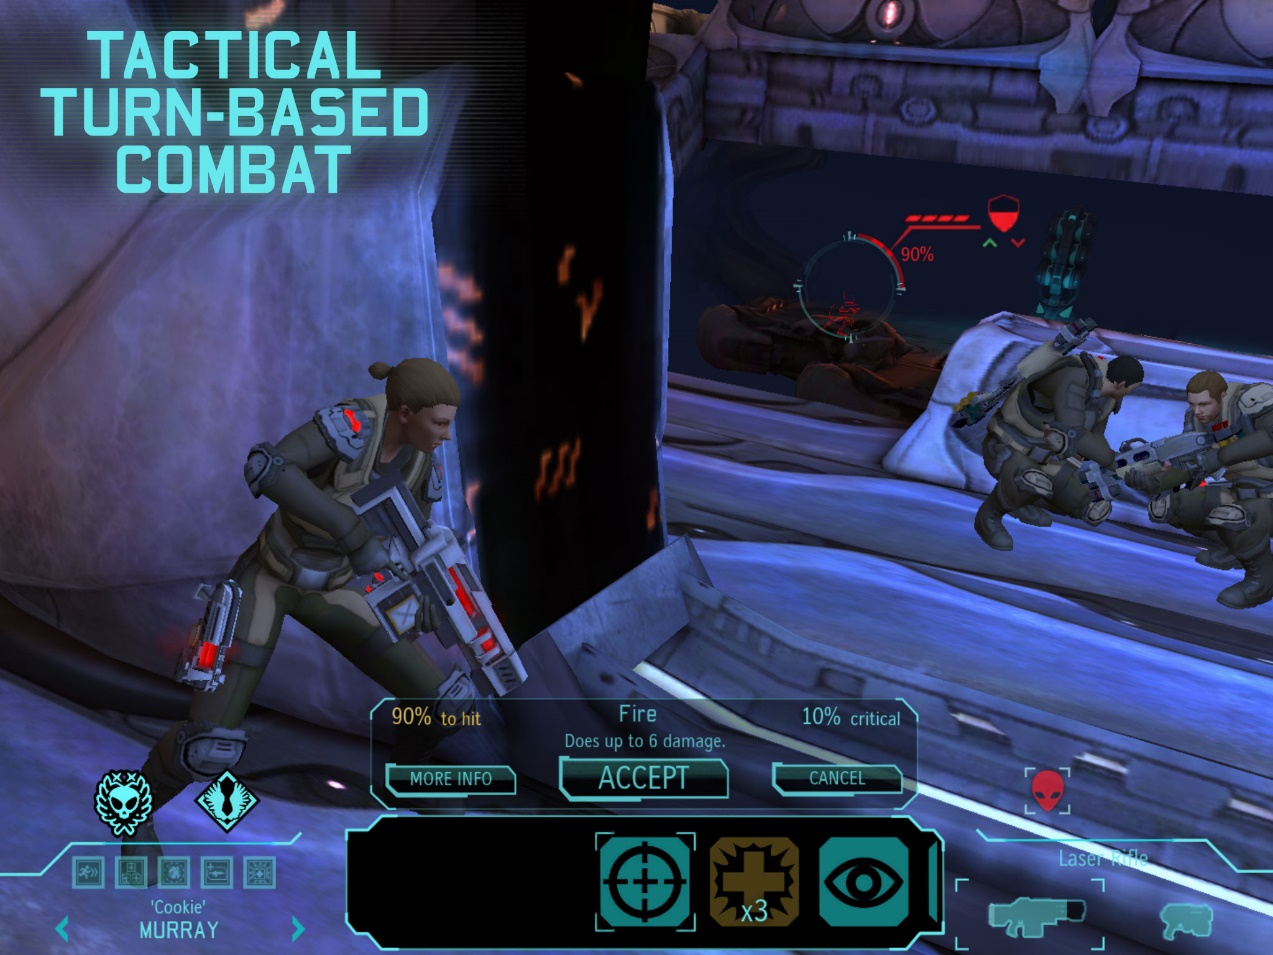 TACTICAL
TURN-BASED
COMBAT
90%
90% to hit
Fire
10% critical
Does up to 6 damage.
MORE INFO
ACCEPT
CANCEL
x3
Laser Rifle
'Cookie'
MURRAY